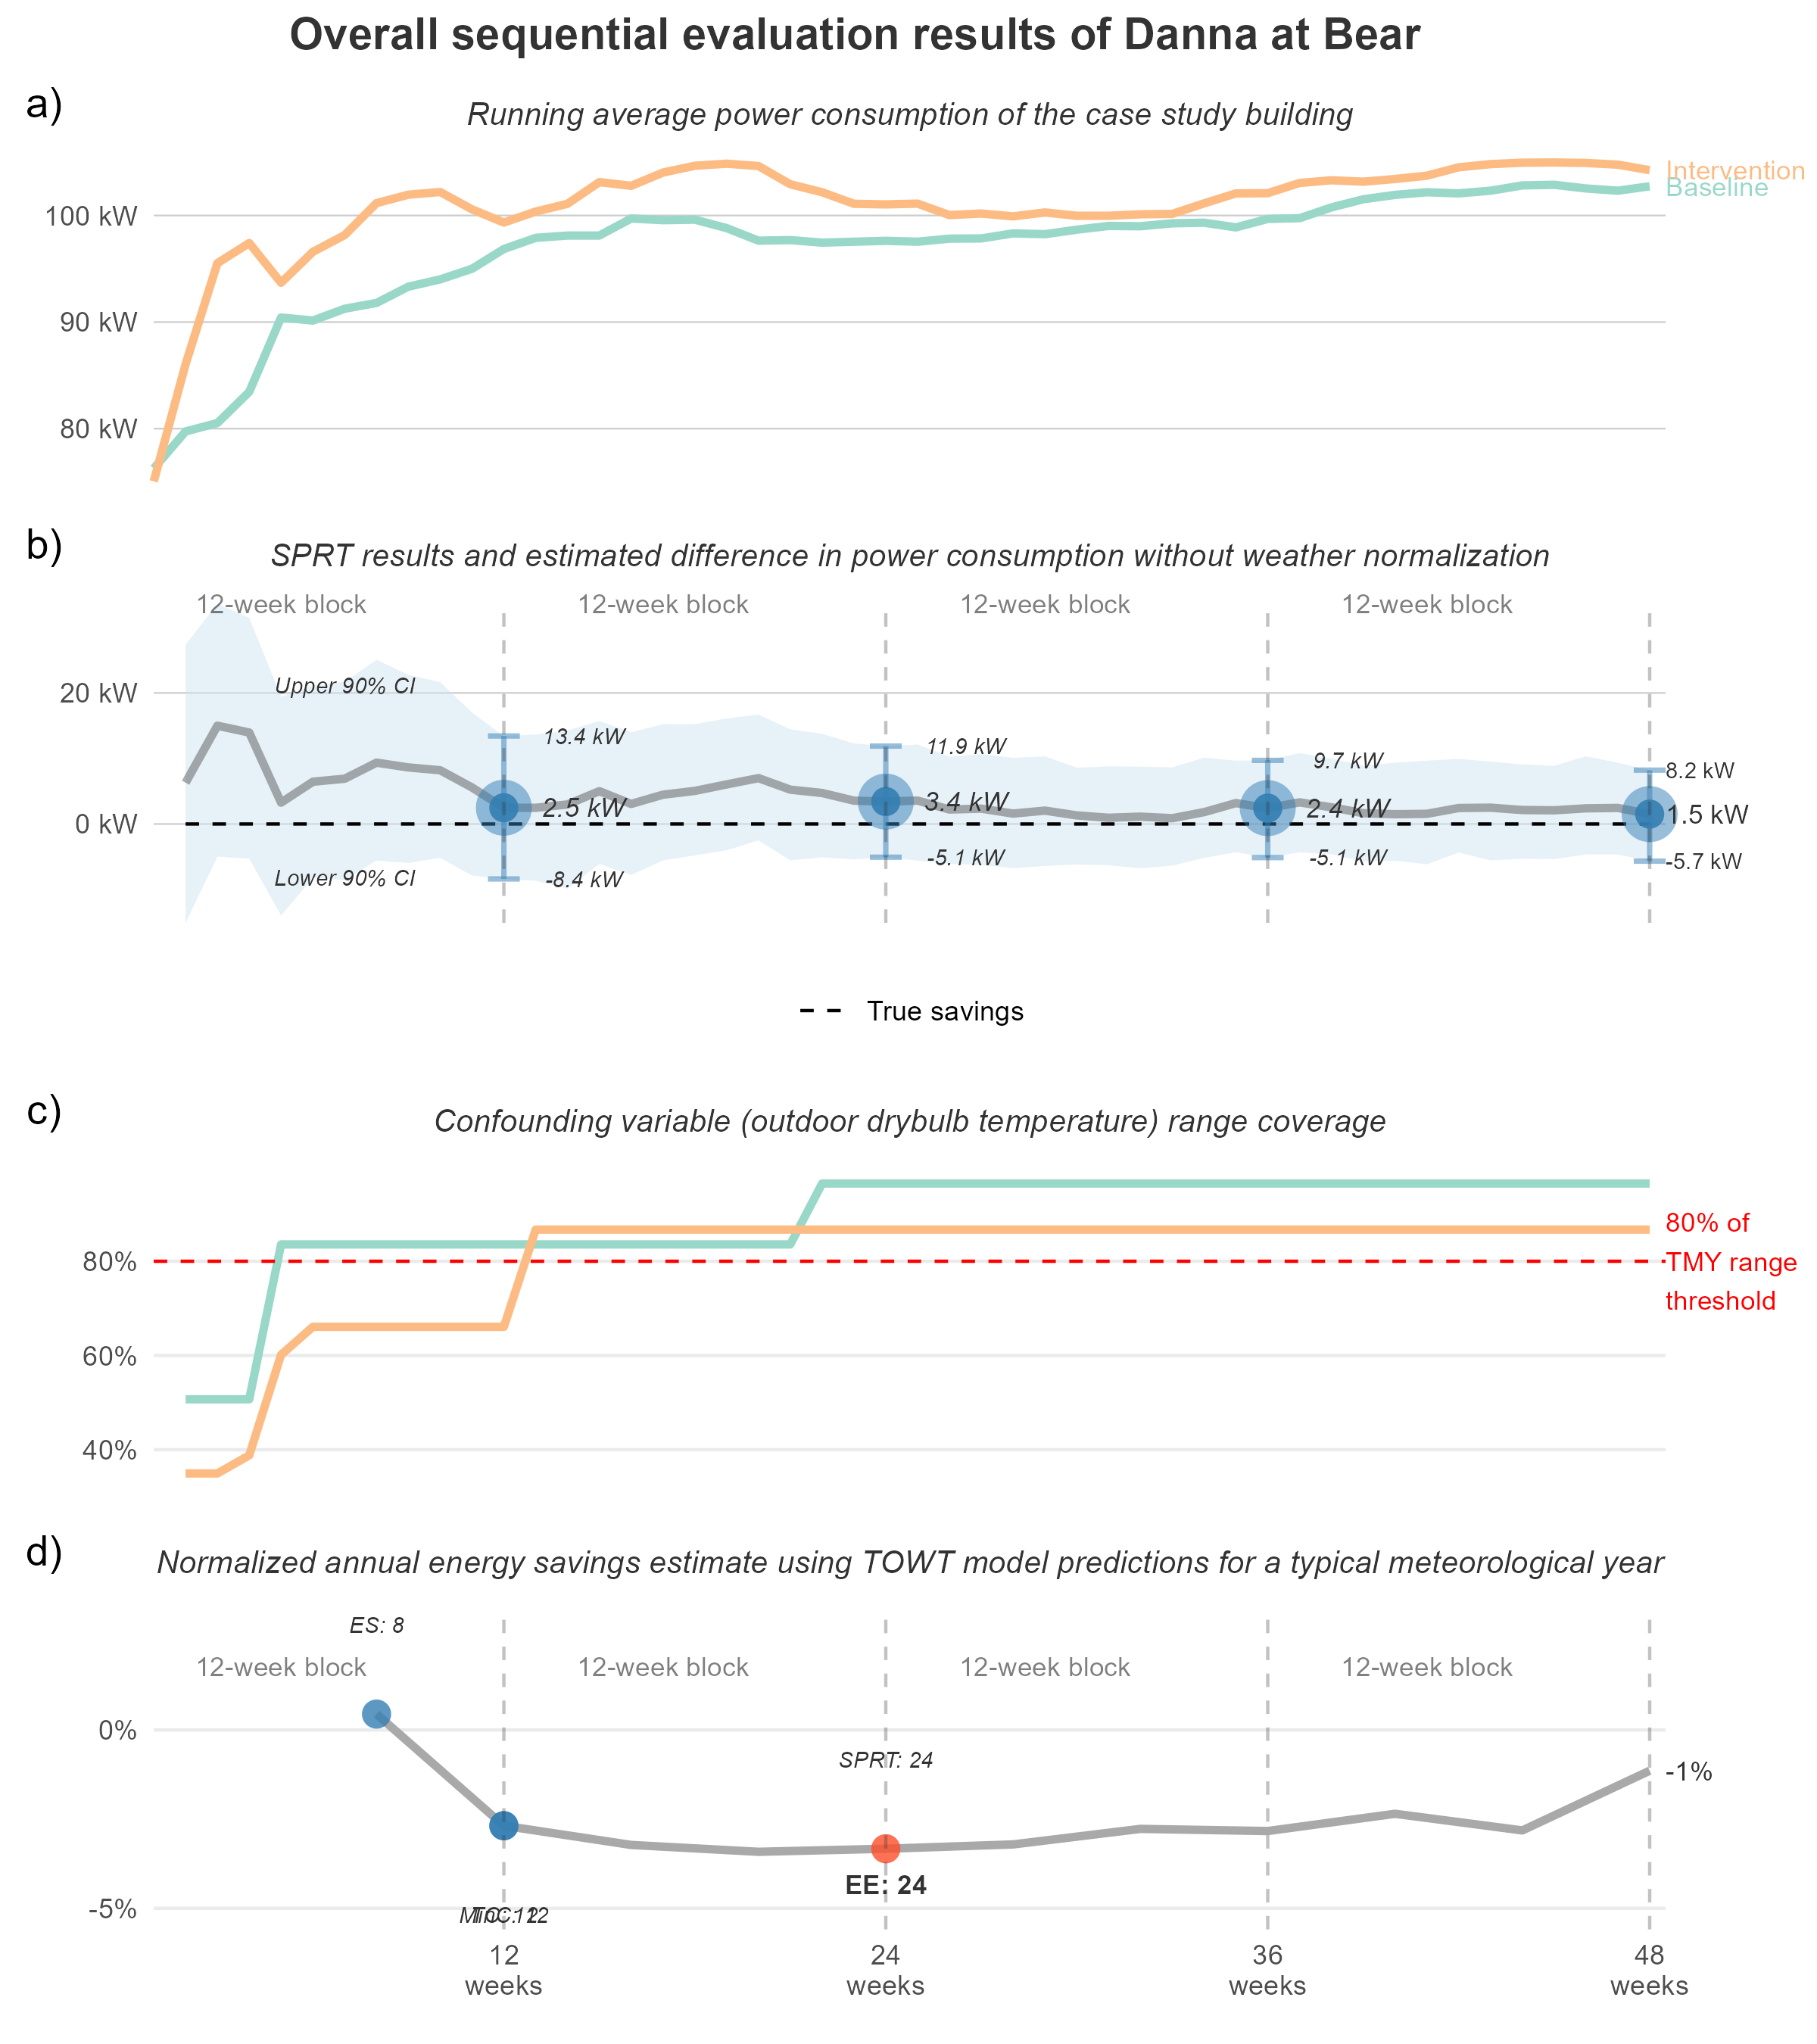 Overall sequential evaluation results of Danna at Bear
a)
Running average power consumption of the case study building
Intervention
Baseline
100 kW
90 kW
80 kW
b)
SPRT results and estimated difference in power consumption without weather normalization
12-week block
12-week block
12-week block
12-week block
20 kW
0 kW
Upper 90% CI
Lower 90% CI
13.4 kW
2.5 kW
-8.4 kW
11.9 kW
3.4 kW
-5.1 kW
9.7 kW
2.4 kW
-5.1 kW
8.2 kW
1.5 kW
-5.7 kW
True savings
c)
Confounding variable (outdoor drybulb temperature) range coverage
80%
60%
40%
80% of
TMY range
threshold
d)
Normalized annual energy savings estimate using TOWT model predictions for a typical meteorological year
ES: 8
12-week block
12-week block
12-week block
12-week block
0%
-5%
SPRT: 24
-1%
EE: 24
12
weeks
24
weeks
36
weeks
48
weeks